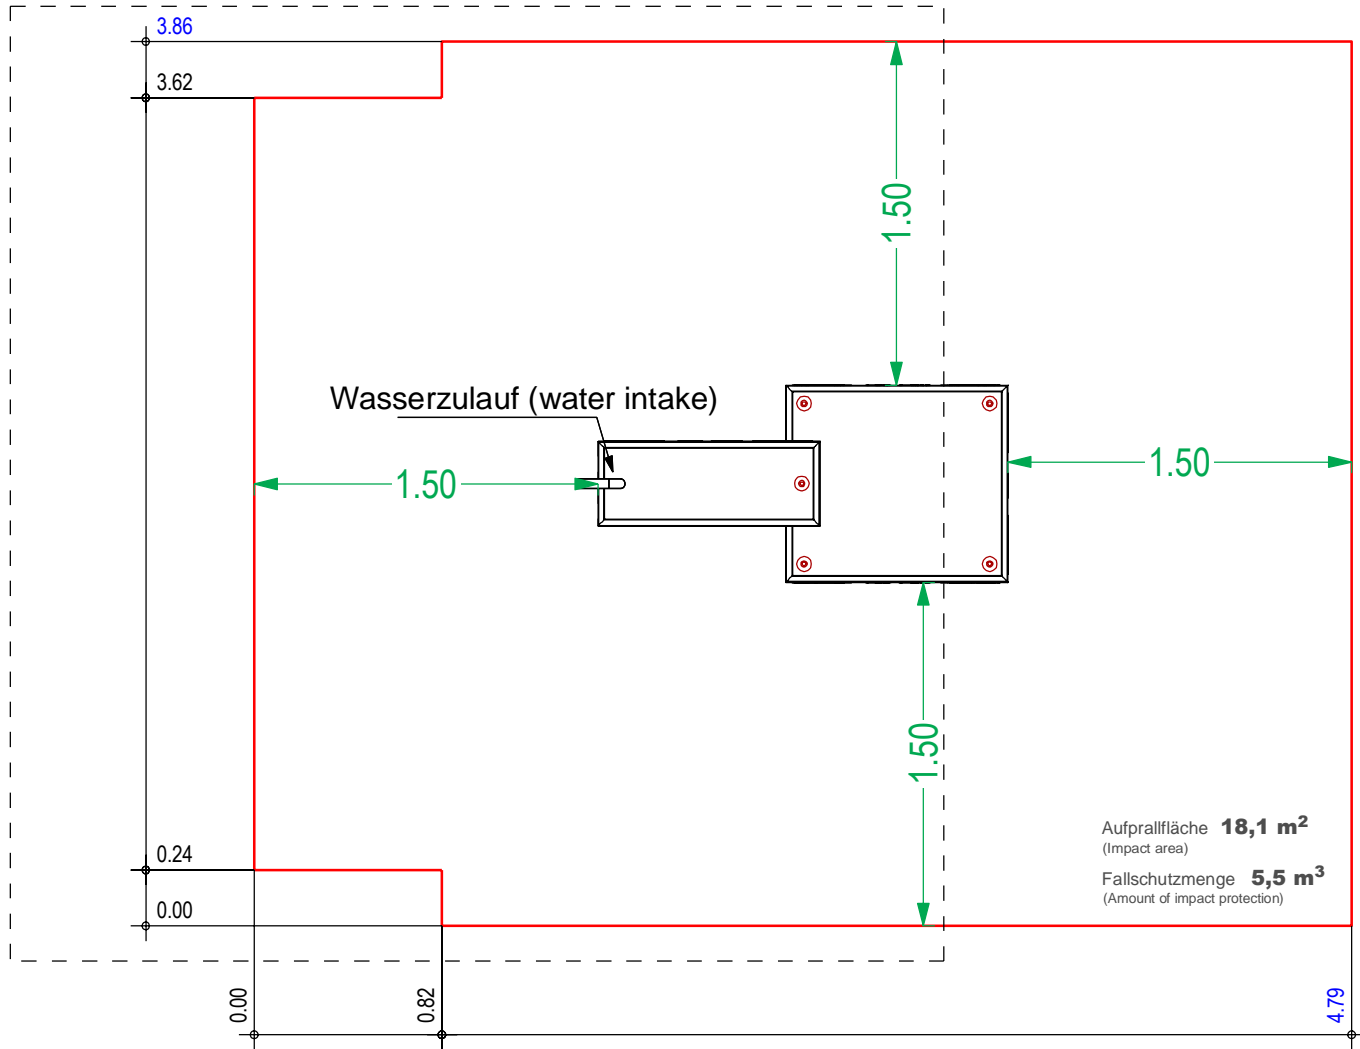 3.86
3.62
1.50
Wasserzulauf (water intake)
1.50
1.50
1.50
Aufprallfläche 18,1 m²
(Impact area)
Fallschutzmenge 5,5 m³
(Amount of impact protection)
0.24
0.00
0.00
0.82
4.79